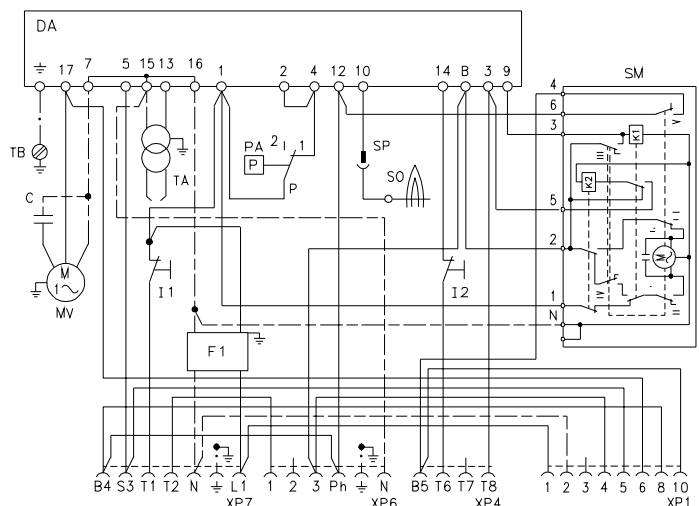 DA
17 7 5 15 13 16 1 2 4 12 10 14 B 3 9
SM
4
6
3
K1
V
III
K2
5
II
2
M
I
IV
1
N
TB
C
M
1~
MV
TA
PA
P
2 1
P
SP
SO
I1
I2
F1
B4 S3 T1 T2 N L1 1 2 3 Ph N B5 T6 T7 T8 1 2 3 4 5 6 8 10
XP7 XP6 XP4 XP1